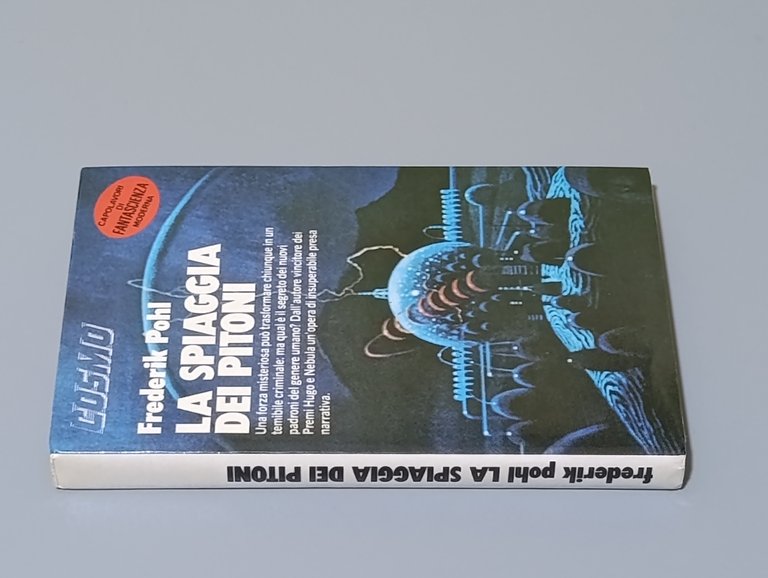 COSMO
CAPOLAVORI
DI
FANTASCIENZA
MODERNA
Frederik Pohl
LA SPIAGGIA
DEI PITONI
Una forza misteriosa può trasformare chiunque in un
temibile criminale: ma qual è il segreto dei nuovi
padroni del genere umano? Dall'autore vincitore dei
Premi Hugo e Nebula un'opera di insuperabile presa
narrativa.
frederik pohl LA SPIAGGIA DEI PITONI